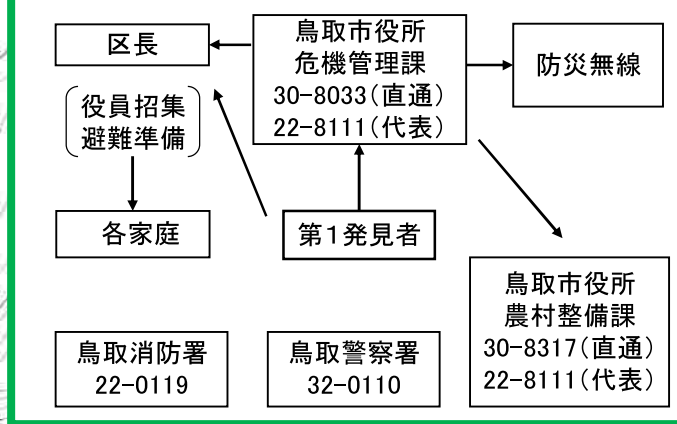 区長
鳥取市役所
危機管理課
30-8033(直通)
22-8111(代表)
防災無線
役員招集
避難準備
各家庭
第1発見者
鳥取市役所
農村整備課
30-8317(直通)
22-8111(代表)
鳥取消防署
22-0119
鳥取警察署
32-0110